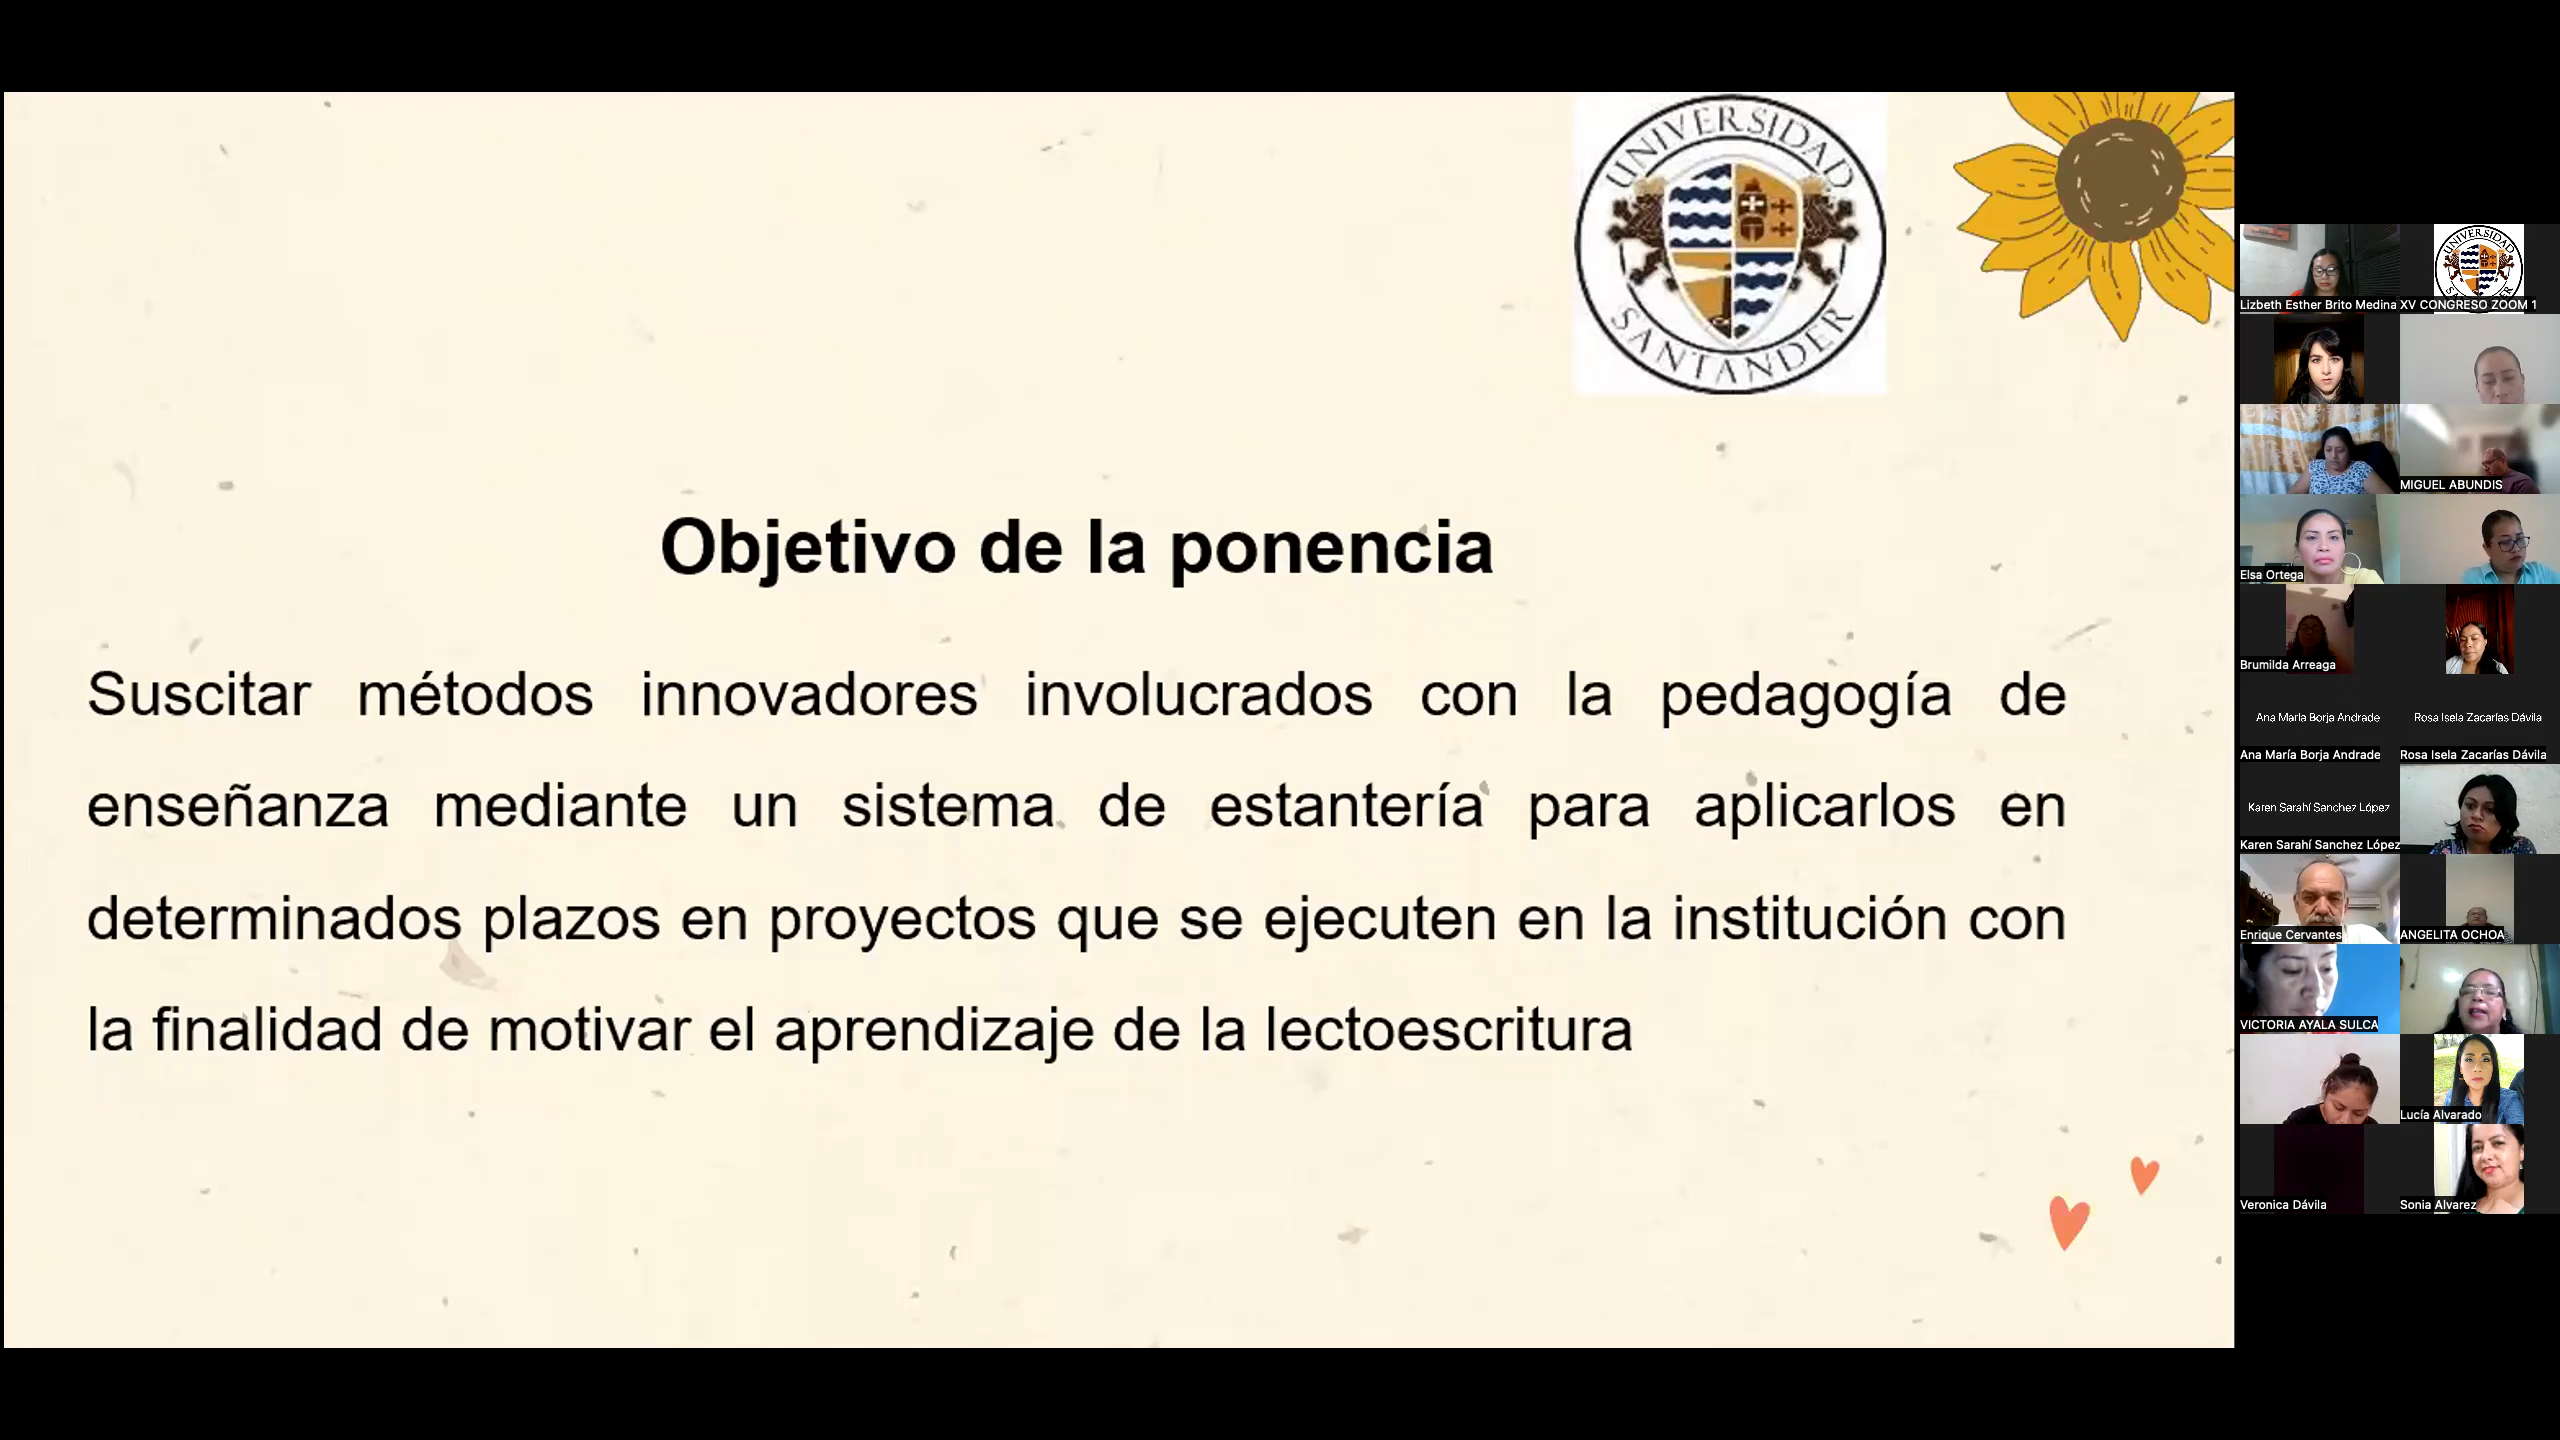 UNIVERSIDAD
SANTANDER
Objetivo de la ponencia
Suscitar métodos innovadores involucrados con la pedagogía de
enseñanza mediante un sistema de estantería para aplicarlos en
determinados plazos en proyectos que se ejecuten en la institución con
la finalidad de motivar el aprendizaje de la lectoescritura
UNIVERSIDAD
SANTANDER
Lizbeth Esther Brito Medina
XV CONGRESO ZOOM 1
MIGUEL ABUNDIS
Elsa Ortega
Brumilda Arreaga
Ana María Borja Andrade
Rosa Isela Zacarías Dávila
Ana María Borja Andrade
Rosa Isela Zacarías Dávila
Karen Sarahí Sanchez López
Karen Sarahí Sanchez López
Enrique Cervantes
ANGELITA OCHOA
VICTORIA AYALA SULCA
Lucía Alvarado
Veronica Dávila
Sonia Alvarez